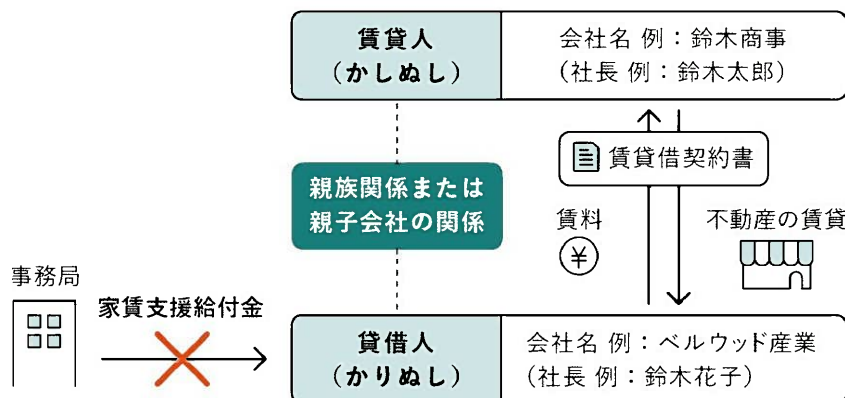 賃貸人
(かしぬし)
会社名 例：鈴木商事
(社長 例：鈴木太郎)
賃貸借契約書
親族関係または
親子会社の関係
賃料
¥
不動産の賃貸
事務局
家賃支援給付金
貸借人
(かりぬし)
会社名 例：ベルウッド産業
(社長 例：鈴木花子)